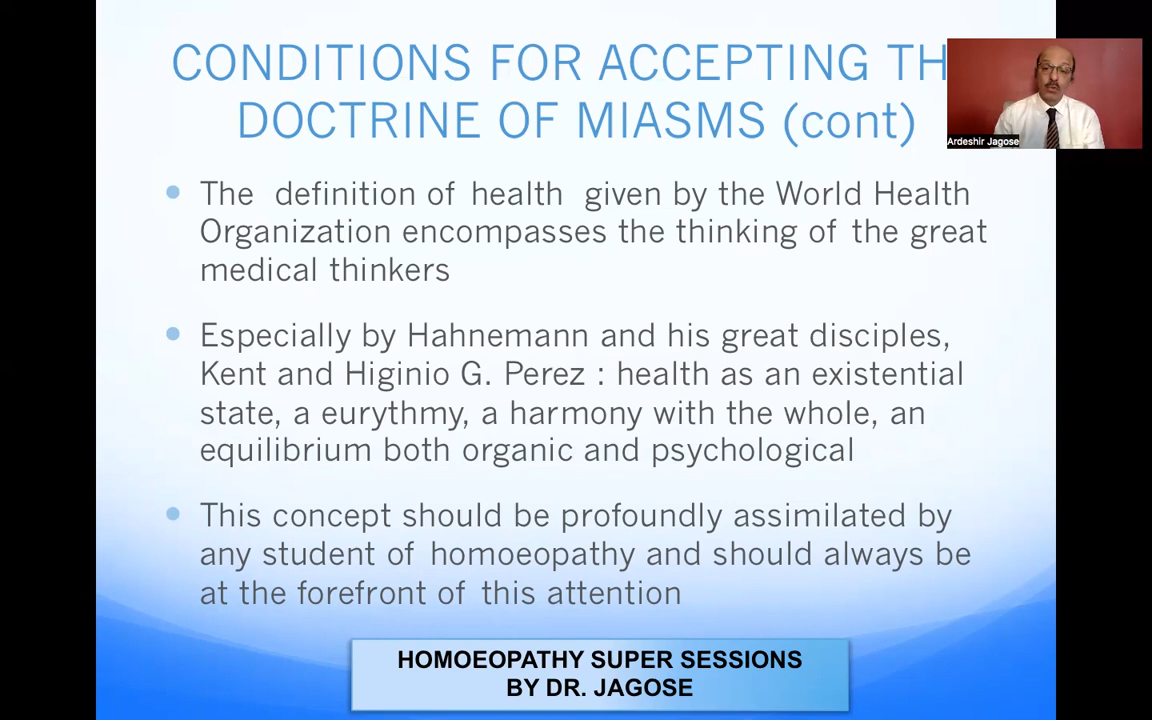 CONDITIONS FOR ACCEPTING TH
DOCTRINE OF MIASMS (cont)
Ardeshir Jagose
The definition of health given by the World Health
Organization encompasses the thinking of the great
medical thinkers
Especially by Hahnemann and his great disciples,
Kent and Higinio G. Perez : health as an existential
state, a eurythmy, a harmony with the whole, an
equilibrium both organic and psychological
This concept should be profoundly assimilated by
any student of homoeopathy and should always be
at the forefront of this attention
HOMOEOPATHY SUPER SESSIONS
BY DR. JAGOSE